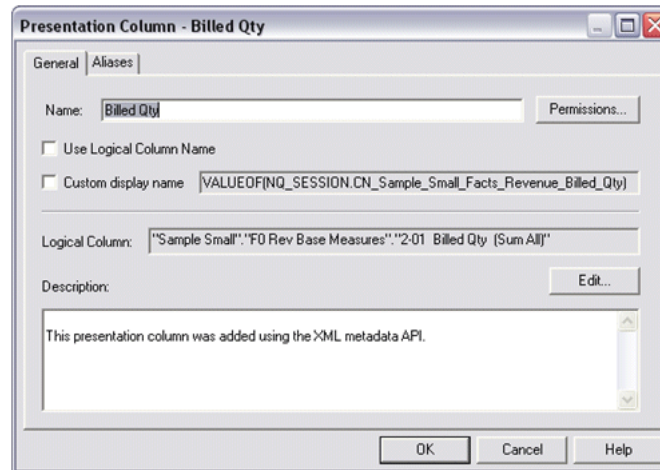 Presentation Column - Billed Qty
General Aliases
Name: Billed Qty Permissions...
Use Logical Column Name
Custom display name VALUEOF(NQ_SESSION.CN_Sample_Small_Facts_Revenue_Billed_Qty)
Logical Column: "Sample Small"."F0 Rev Base Measures"."2-01 Billed Qty (Sum All)"
Description: Edit...
This presentation column was added using the XML metadata API.
OK Cancel Help